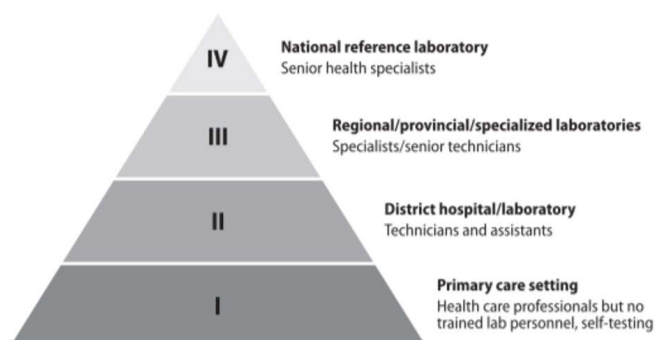 IV
National reference laboratory
Senior health specialists
III
Regional/provincial/specialized laboratories
Specialists/senior technicians
II
District hospital/laboratory
Technicians and assistants
I
Primary care setting
Health care professionals but no
trained lab personnel, self-testing